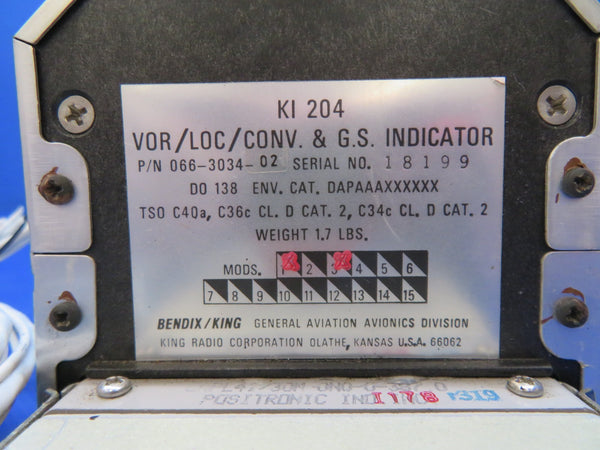 KI 204
VOR/LOC/CONV. & G.S. INDICATOR
P/N 066-3034-02 SERIAL NO. 18199
DO 138 ENV. CAT. DAPAAAXXXXXX
TSO C40a, C36c CL. D CAT. 2, C34c CL. D CAT. 2
WEIGHT 1.7 LBS.
MODS. 2 4 5 6
7 8 9 10 11 12 13 14 15
BENDIX/KING GENERAL AVIATION AVIONICS DIVISION
KING RADIO CORPORATION OLATHE, KANSAS U.S.A. 66062
POSITRONIC IND
1178 319